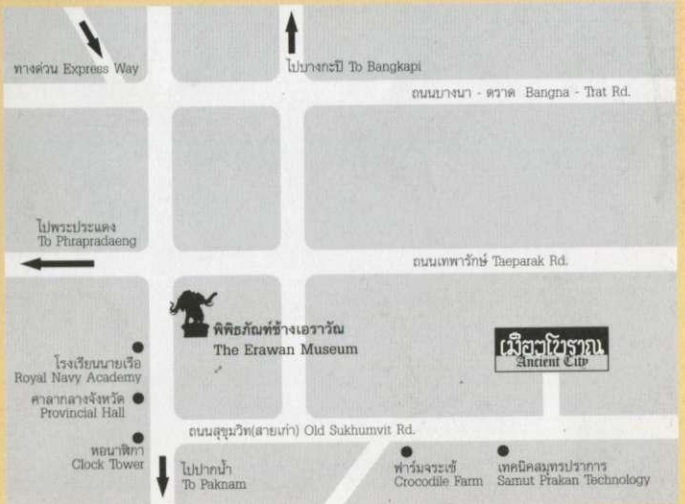 ทางด่วน Express Way
ไปบางกะปิ To Bangkapi
ถนนบางนา - ตราด Bangna - Trat Rd.
ไปพระประแดง
To Phrapradaeng
ถนนเทพารักษ์ Taeparak Rd.
พิพิธภัณฑ์ช้างเอราวัณ
The Erawan Museum
เมืองโบราณ
Ancient City
โรงเรียนนายเรือ
Royal Navy Academy
ศาลากลางจังหวัด
Provincial Hall
ถนนสุขุมวิท(สายเก่า) Old Sukhumvit Rd.
หอนาฬิกา
Clock Tower
ไปปากน้ำ
To Paknam
ฟาร์มจระเข้
Crocodile Farm
เทคนิคสมุทรปราการ
Samut Prakan Technology